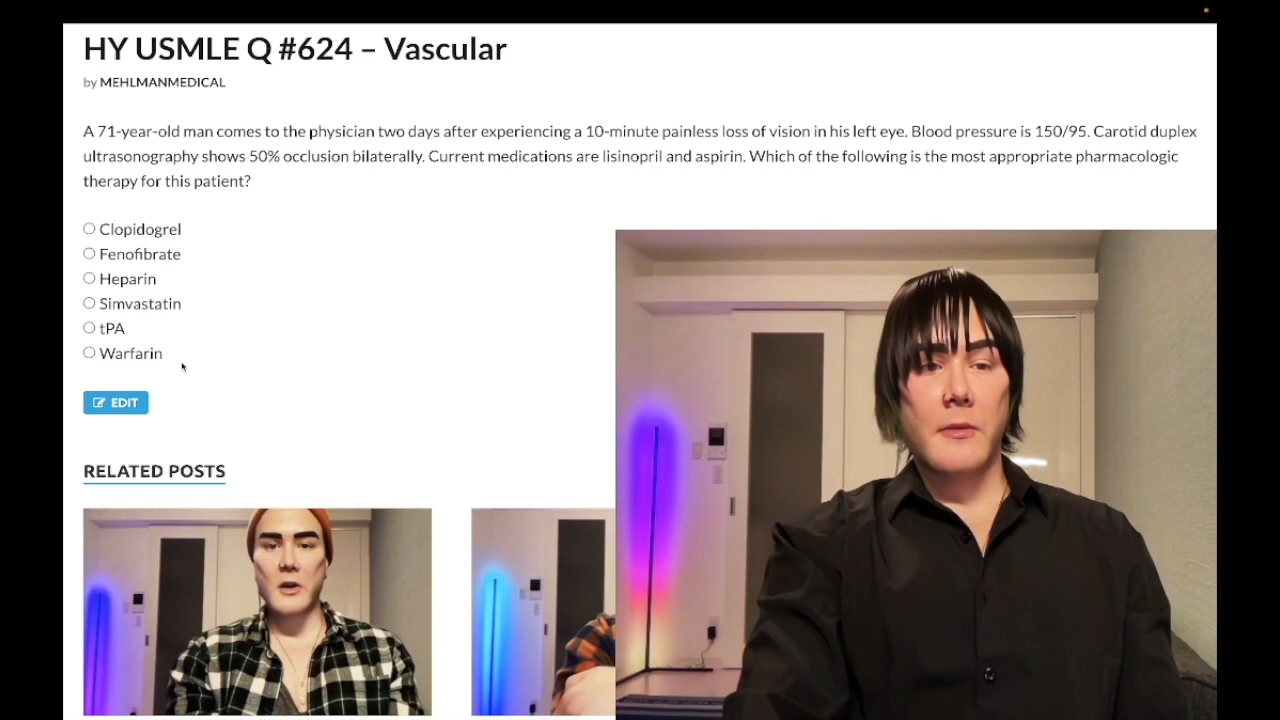 HY USMLE Q #624 – Vascular
by MEHLMANMEDICAL
A 71-year-old man comes to the physician two days after experiencing a 10-minute painless loss of vision in his left eye. Blood pressure is 150/95. Carotid duplex
ultrasonography shows 50% occlusion bilaterally. Current medications are lisinopril and aspirin. Which of the following is the most appropriate pharmacologic
therapy for this patient?
Clopidogrel
Fenofibrate
Heparin
Simvastatin
tPA
Warfarin
EDIT
RELATED POSTS